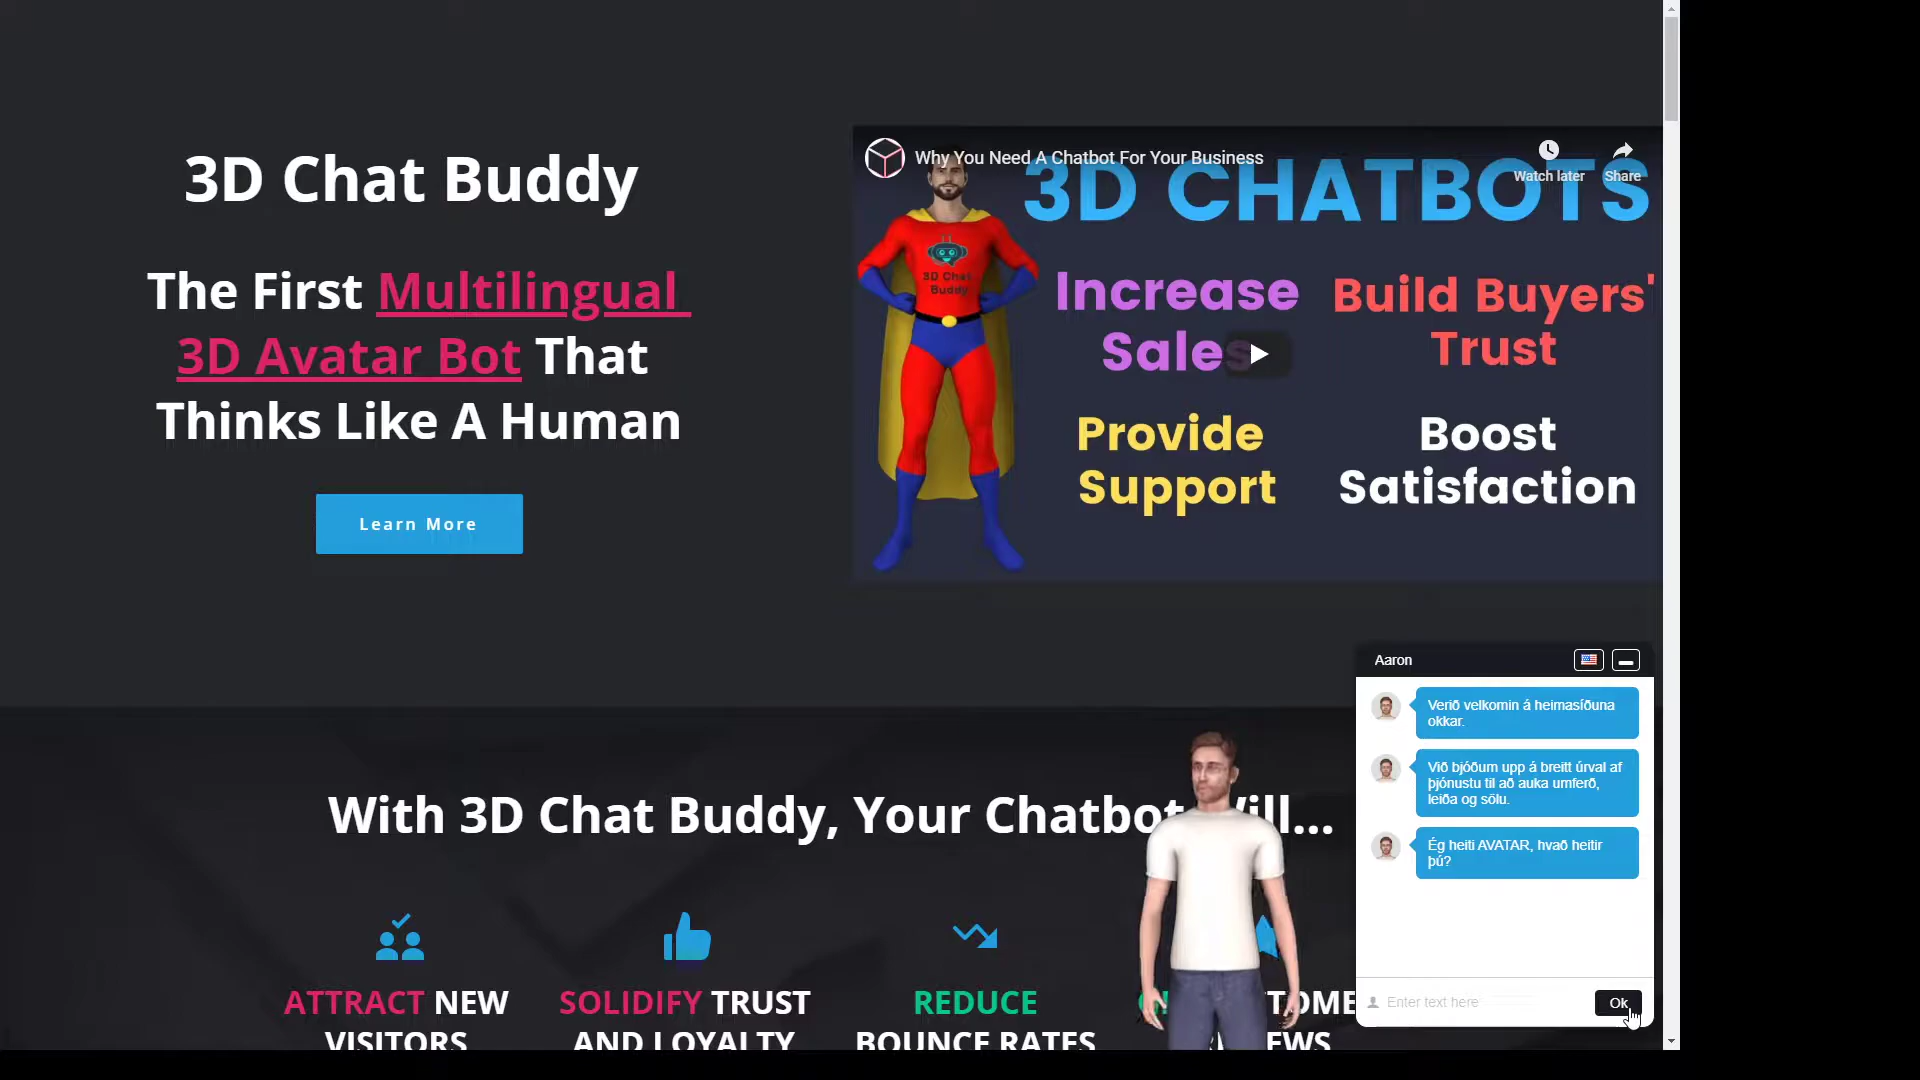 3D Chat Buddy
The First Multilingual
3D Avatar Bot That
Thinks Like A Human
Learn More
Why You Need A Chatbot For Your Business
Watch later
Share
3D CHATBOTS
3D Chat
Buddy
Increase
Sales
Build Buyers'
Trust
Provide
Support
Boost
Satisfaction
With 3D Chat Buddy, Your Chatbot Will...
ATTRACT NEW
VISITORS
SOLIDIFY TRUST
AND LOYALTY
REDUCE
BOUNCE RATES
Aaron
Verið velkomin á heimasíðuna
okkar.
Við bjóðum upp á breitt úrval af
þjónustu til að auka umferð,
leiða og sölu.
Ég heiti AVATAR, hvað heitir
þú?
Enter text here
Ok